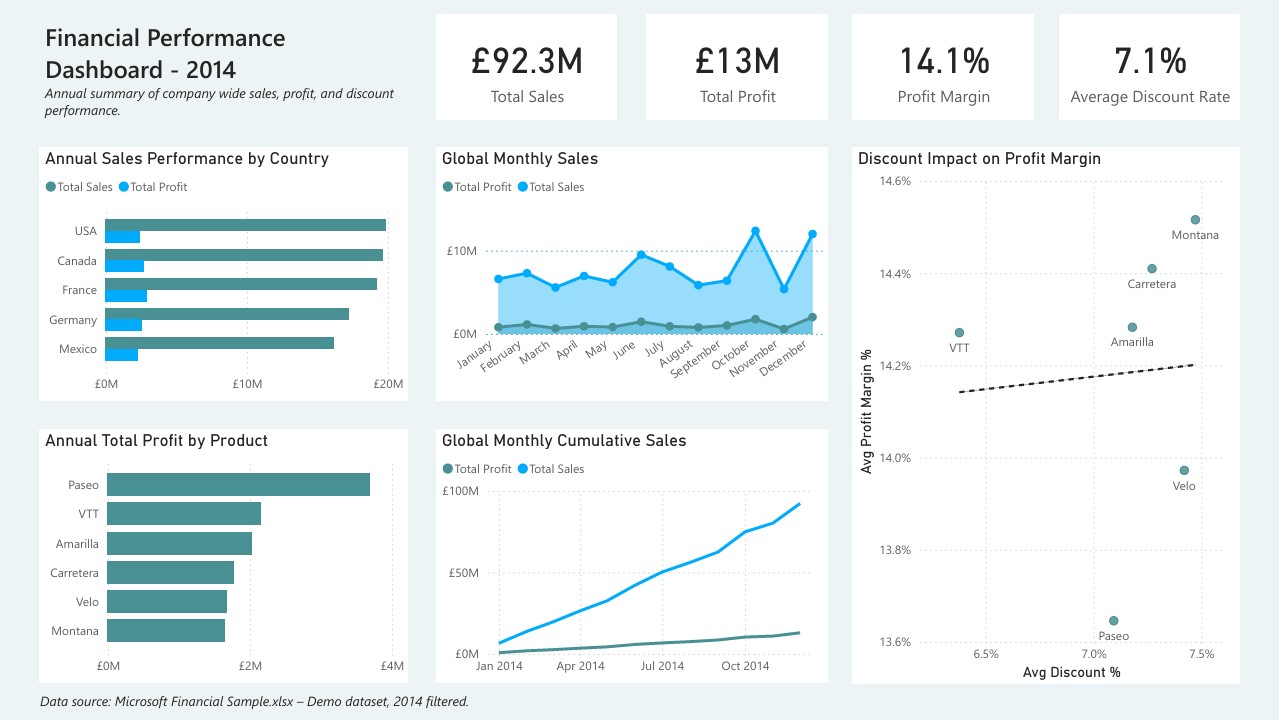 Financial Performance
Dashboard - 2014
Annual summary of company wide sales, profit, and discount
performance.
£92.3M
Total Sales
£13M
Total Profit
14.1%
Profit Margin
7.1%
Average Discount Rate
Annual Sales Performance by Country
Total Sales Total Profit
USA
Canada
France
Germany
Mexico
£0M £10M £20M
Global Monthly Sales
Total Profit Total Sales
£10M
£0M
January February March April May June July August September October November December
Discount Impact on Profit Margin
14.6%
14.4%
14.2%
14.0%
13.8%
13.6%
Avg Profit Margin %
Montana
Carretera
Amarilla
VTT
Velo
Paseo
6.5% 7.0% 7.5%
Avg Discount %
Annual Total Profit by Product
Paseo
VTT
Amarilla
Carretera
Velo
Montana
£0M £2M £4M
Global Monthly Cumulative Sales
Total Profit Total Sales
£100M
£50M
£0M
Jan 2014 Apr 2014 Jul 2014 Oct 2014
Data source: Microsoft Financial Sample.xlsx – Demo dataset, 2014 filtered.